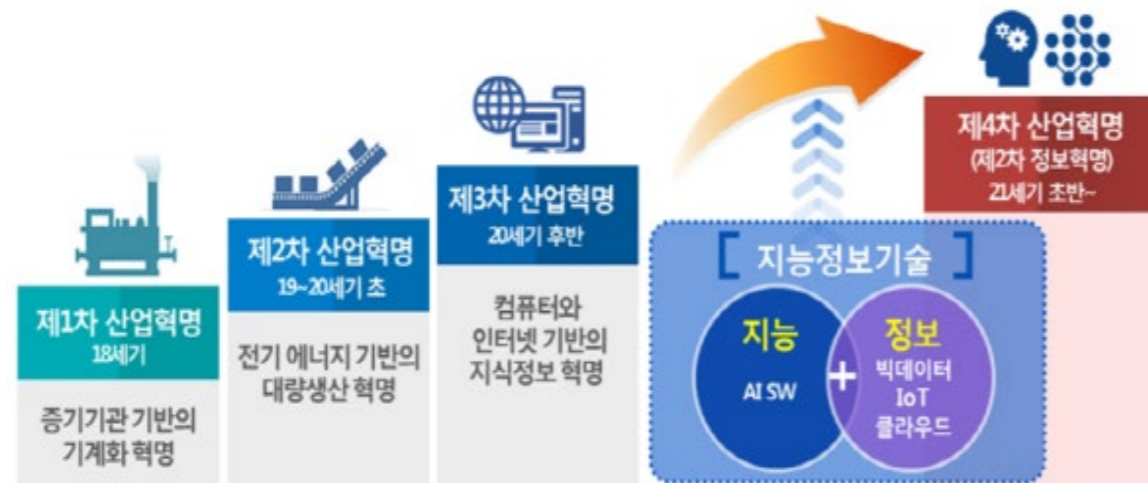 제1차 산업혁명
18세기
증기기관 기반의
기계화 혁명
제2차 산업혁명
19~20세기 초
전기 에너지 기반의
대량생산 혁명
제3차 산업혁명
20세기 후반
컴퓨터와
인터넷 기반의
지식정보 혁명
[ 지능정보기술 ]
지능
AI SW
+
정보
빅데이터
IoT
클라우드
제4차 산업혁명
(제2차 정보혁명)
21세기 초반~